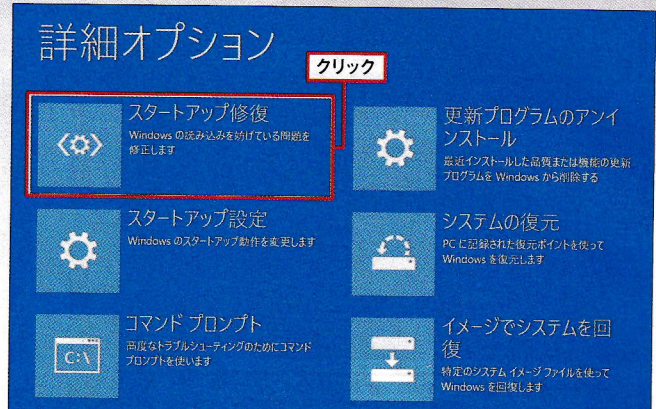 詳細オプション
クリック
スタートアップ修復
Windows の読み込みを妨げている問題を
修正します
スタートアップ設定
Windows のスタートアップ動作を変更します
コマンド プロンプト
高度なトラブルシューティングのためにコマンド
プロンプトを使います
C:\
更新プログラムのアンイ
ンストール
最近インストールした品質または機能の更新
プログラムを Windows から削除する
システムの復元
PC に記録された復元ポイントを使って
Windows を復元します
イメージでシステムを回
復
特定のシステム イメージ ファイルを使って
Windows を回復します